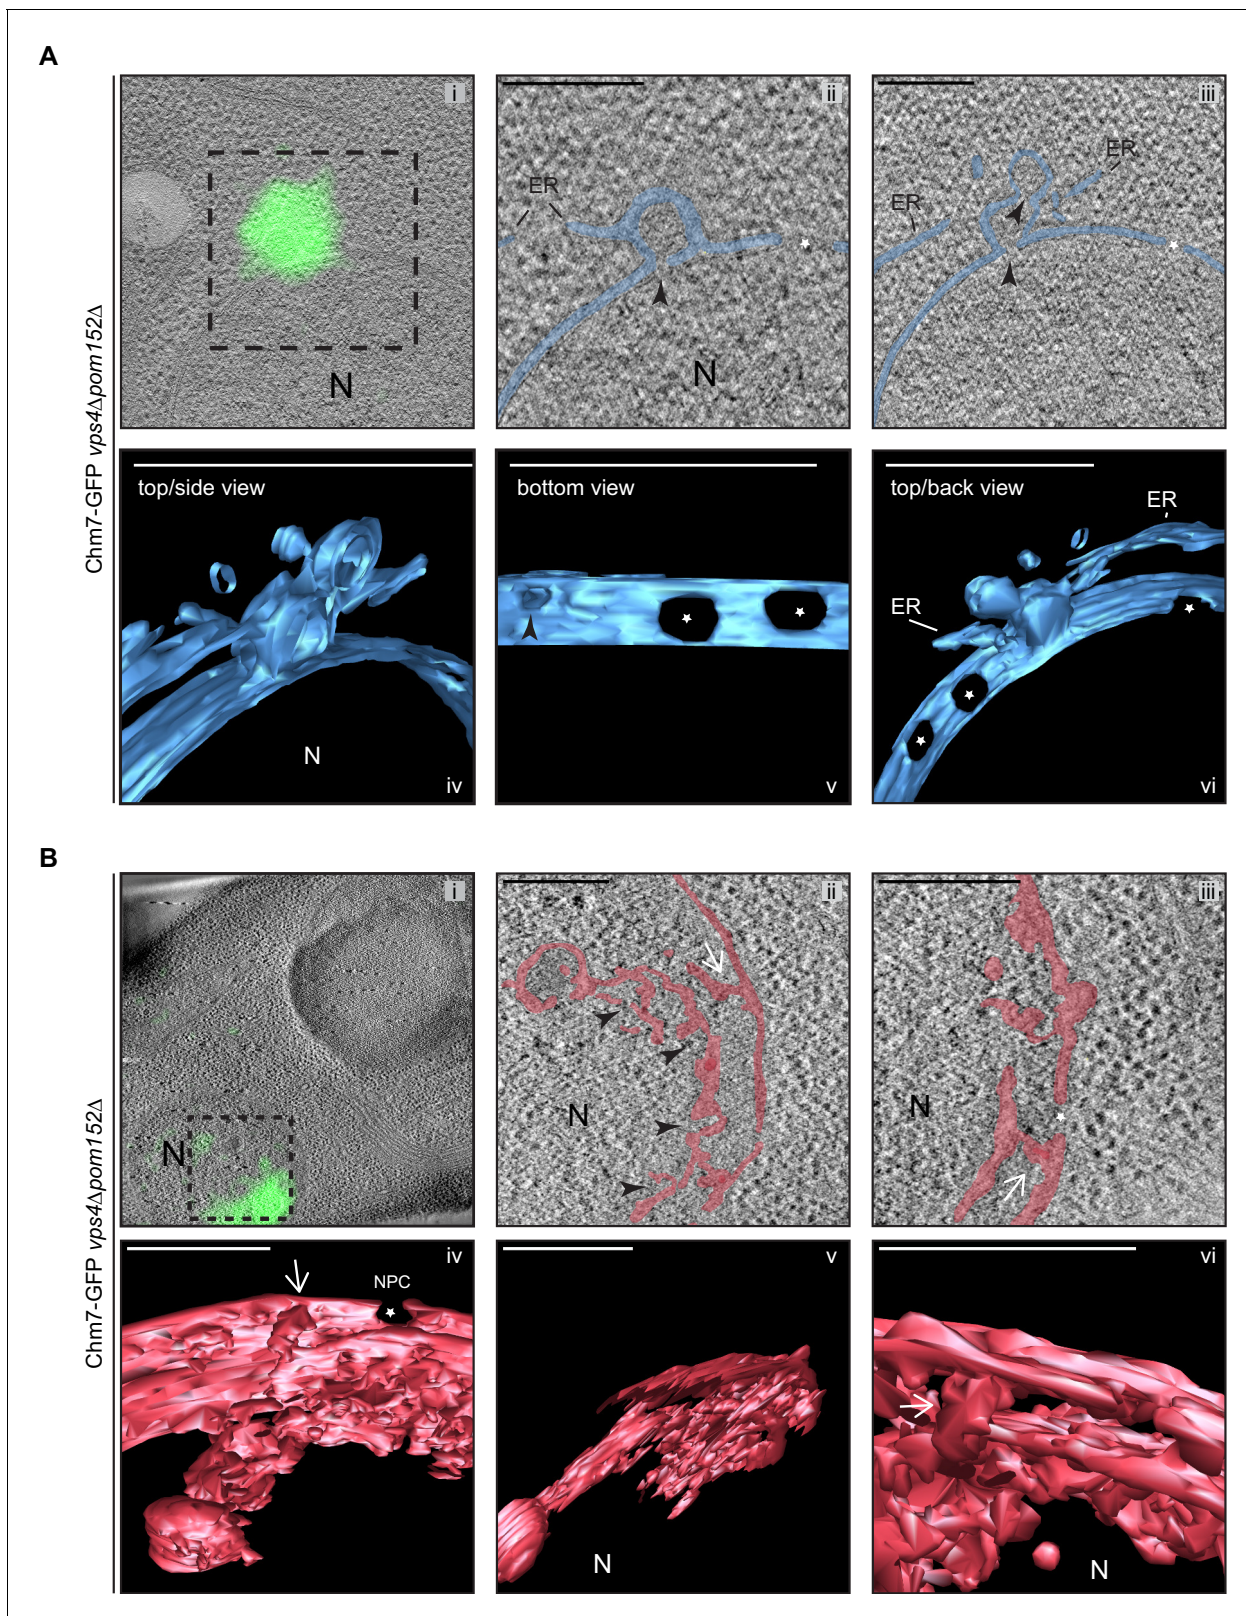 A
Chm7-GFP vps4Δpom152Δ
i
N
ii
ER
N
iii
ER
ER
top/side view
N
iv
bottom view
v
top/back view
ER
ER
vi
B
Chm7-GFP vps4Δpom152Δ
i
N
ii
N
iii
N
iv
NPC
v
N
vi
N